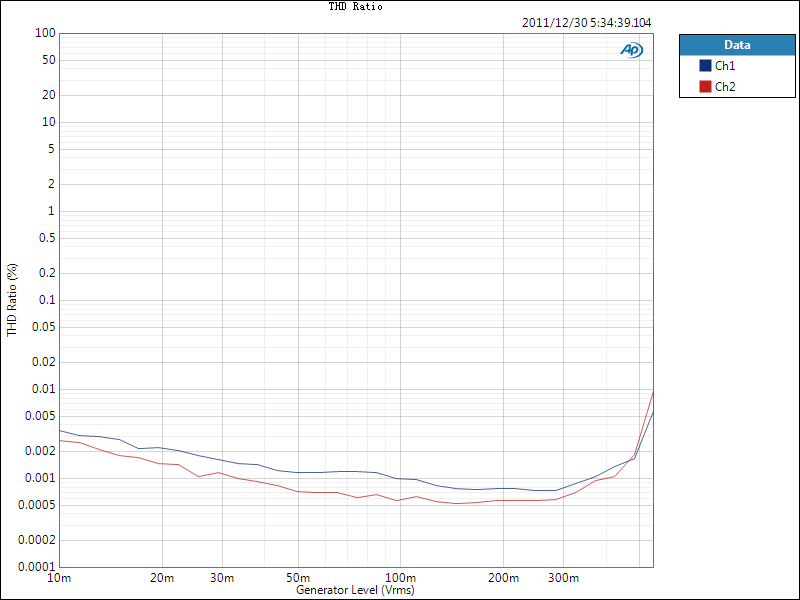 THD Ratio
2011/12/30 5:34:39.104
AP
Data
Ch1
Ch2
THD Ratio (%)
100
50
20
10
5
2
1
0.5
0.2
0.1
0.05
0.02
0.01
0.005
0.002
0.001
0.0005
0.0002
0.0001
10m 20m 30m 50m 100m 200m 300m
Generator Level (Vrms)